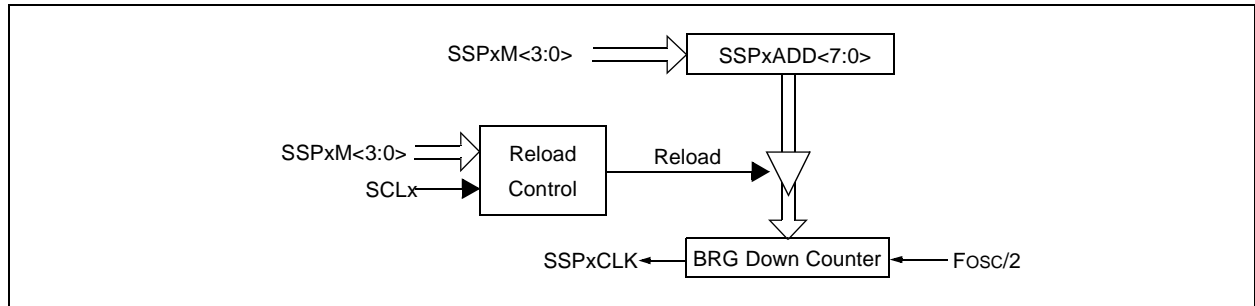 SSPxM<3:0>
SSPxADD<7:0>
SSPxM<3:0>
SCLx
Reload
Control
Reload
SSPxCLK
BRG Down Counter
FOSC/2